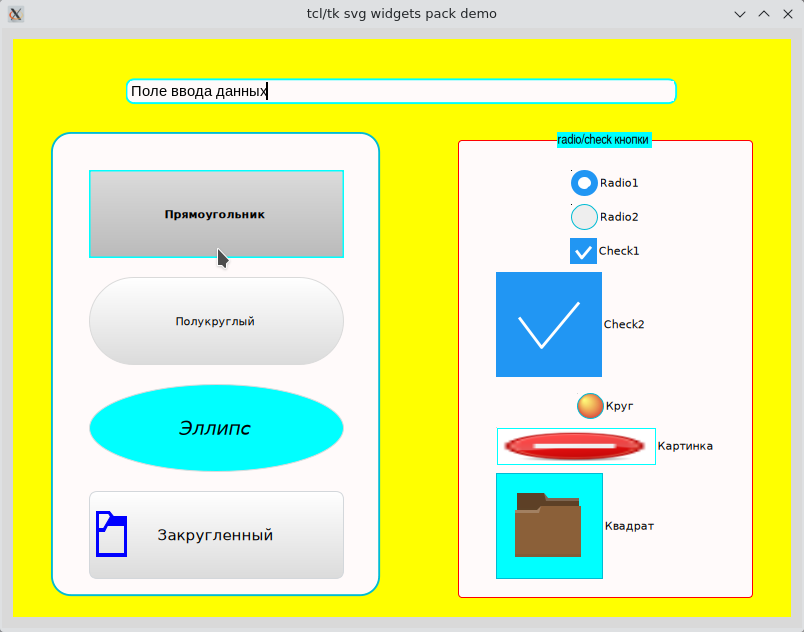 tcl/tk svg widgets pack demo
Поле ввода данных
Прямоугольник
Полукруглый
Эллипс
Закругленный
radio/check кнопки
Radio1
Radio2
Check1
Check2
Круг
Картинка
Квадрат